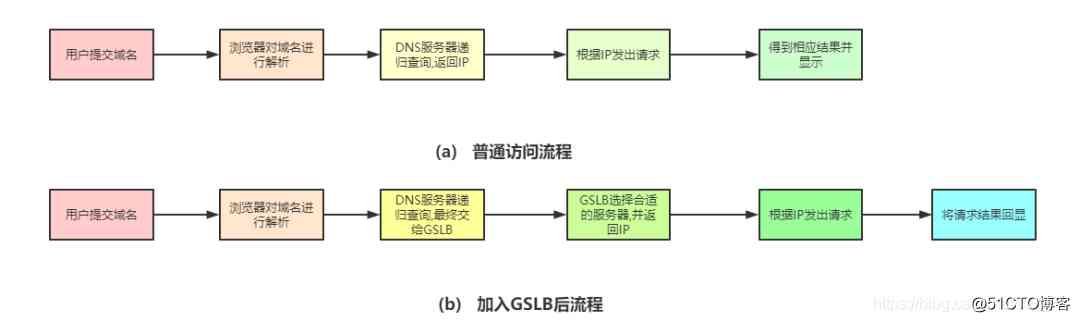 用户提交域名
浏览器对域名进
行解析
DNS服务器递
归查询,返回IP
根据IP发出请求
得到相应结果并
显示
(a) 普通访问流程
用户提交域名
浏览器对域名进
行解析
DNS服务器递
归查询,最终交
给GSLB
GSLB选择合适
的服务器,并返
回IP
根据IP发出请求
将请求结果回显
(b) 加入GSLB后流程
@51CTO博客